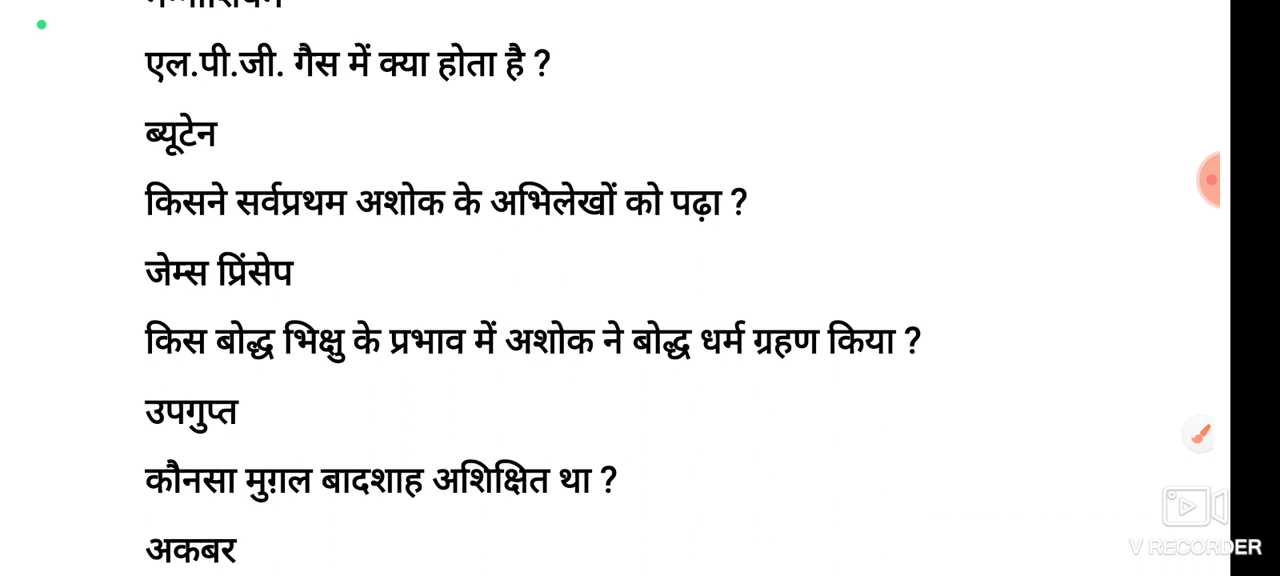 एल.पी.जी. गैस में क्या होता है ?
ब्यूटेन
किसने सर्वप्रथम अशोक के अभिलेखों को पढ़ा ?
जेम्स प्रिंसेप
किस बोद्ध भिक्षु के प्रभाव में अशोक ने बोद्ध धर्म ग्रहण किया ?
उपगुप्त
कौनसा मुग़ल बादशाह अशिक्षित था ?
अकबर
V RECORDER